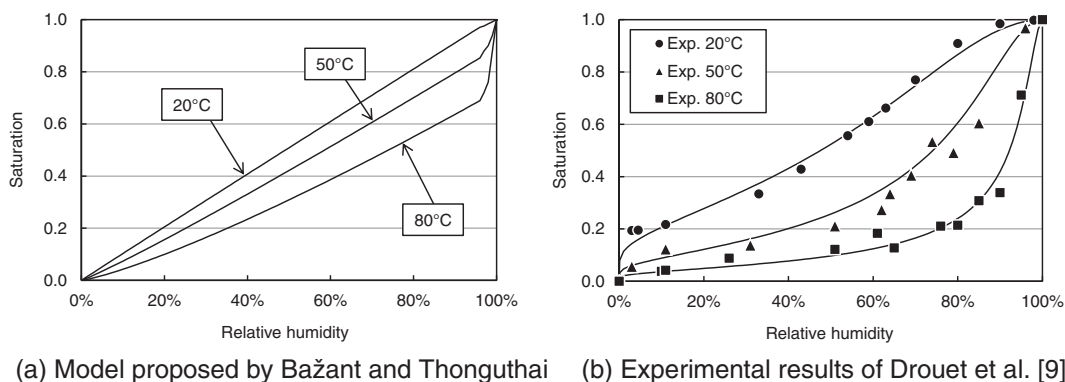 1.0
0.8
0.6
0.4
0.2
0.0
Saturation
0% 20% 40% 60% 80% 100%
Relative humidity
20°C
50°C
80°C
(a) Model proposed by Bažant and Thonguthai
1.0
0.8
0.6
0.4
0.2
0.0
Saturation
0% 20% 40% 60% 80% 100%
Relative humidity
Exp. 20°C
Exp. 50°C
Exp. 80°C
(b) Experimental results of Drouet et al. [9]